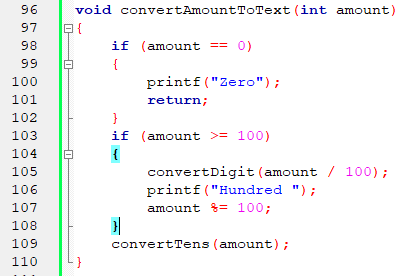 96 void convertAmountToText(int amount)
97 {
98 if (amount == 0)
99 {
100 printf("Zero");
101 return;
102 }
103 if (amount >= 100)
104 {
105 convertDigit(amount / 100);
106 printf("Hundred ");
107 amount %= 100;
108 }
109 convertTens(amount);
110 }